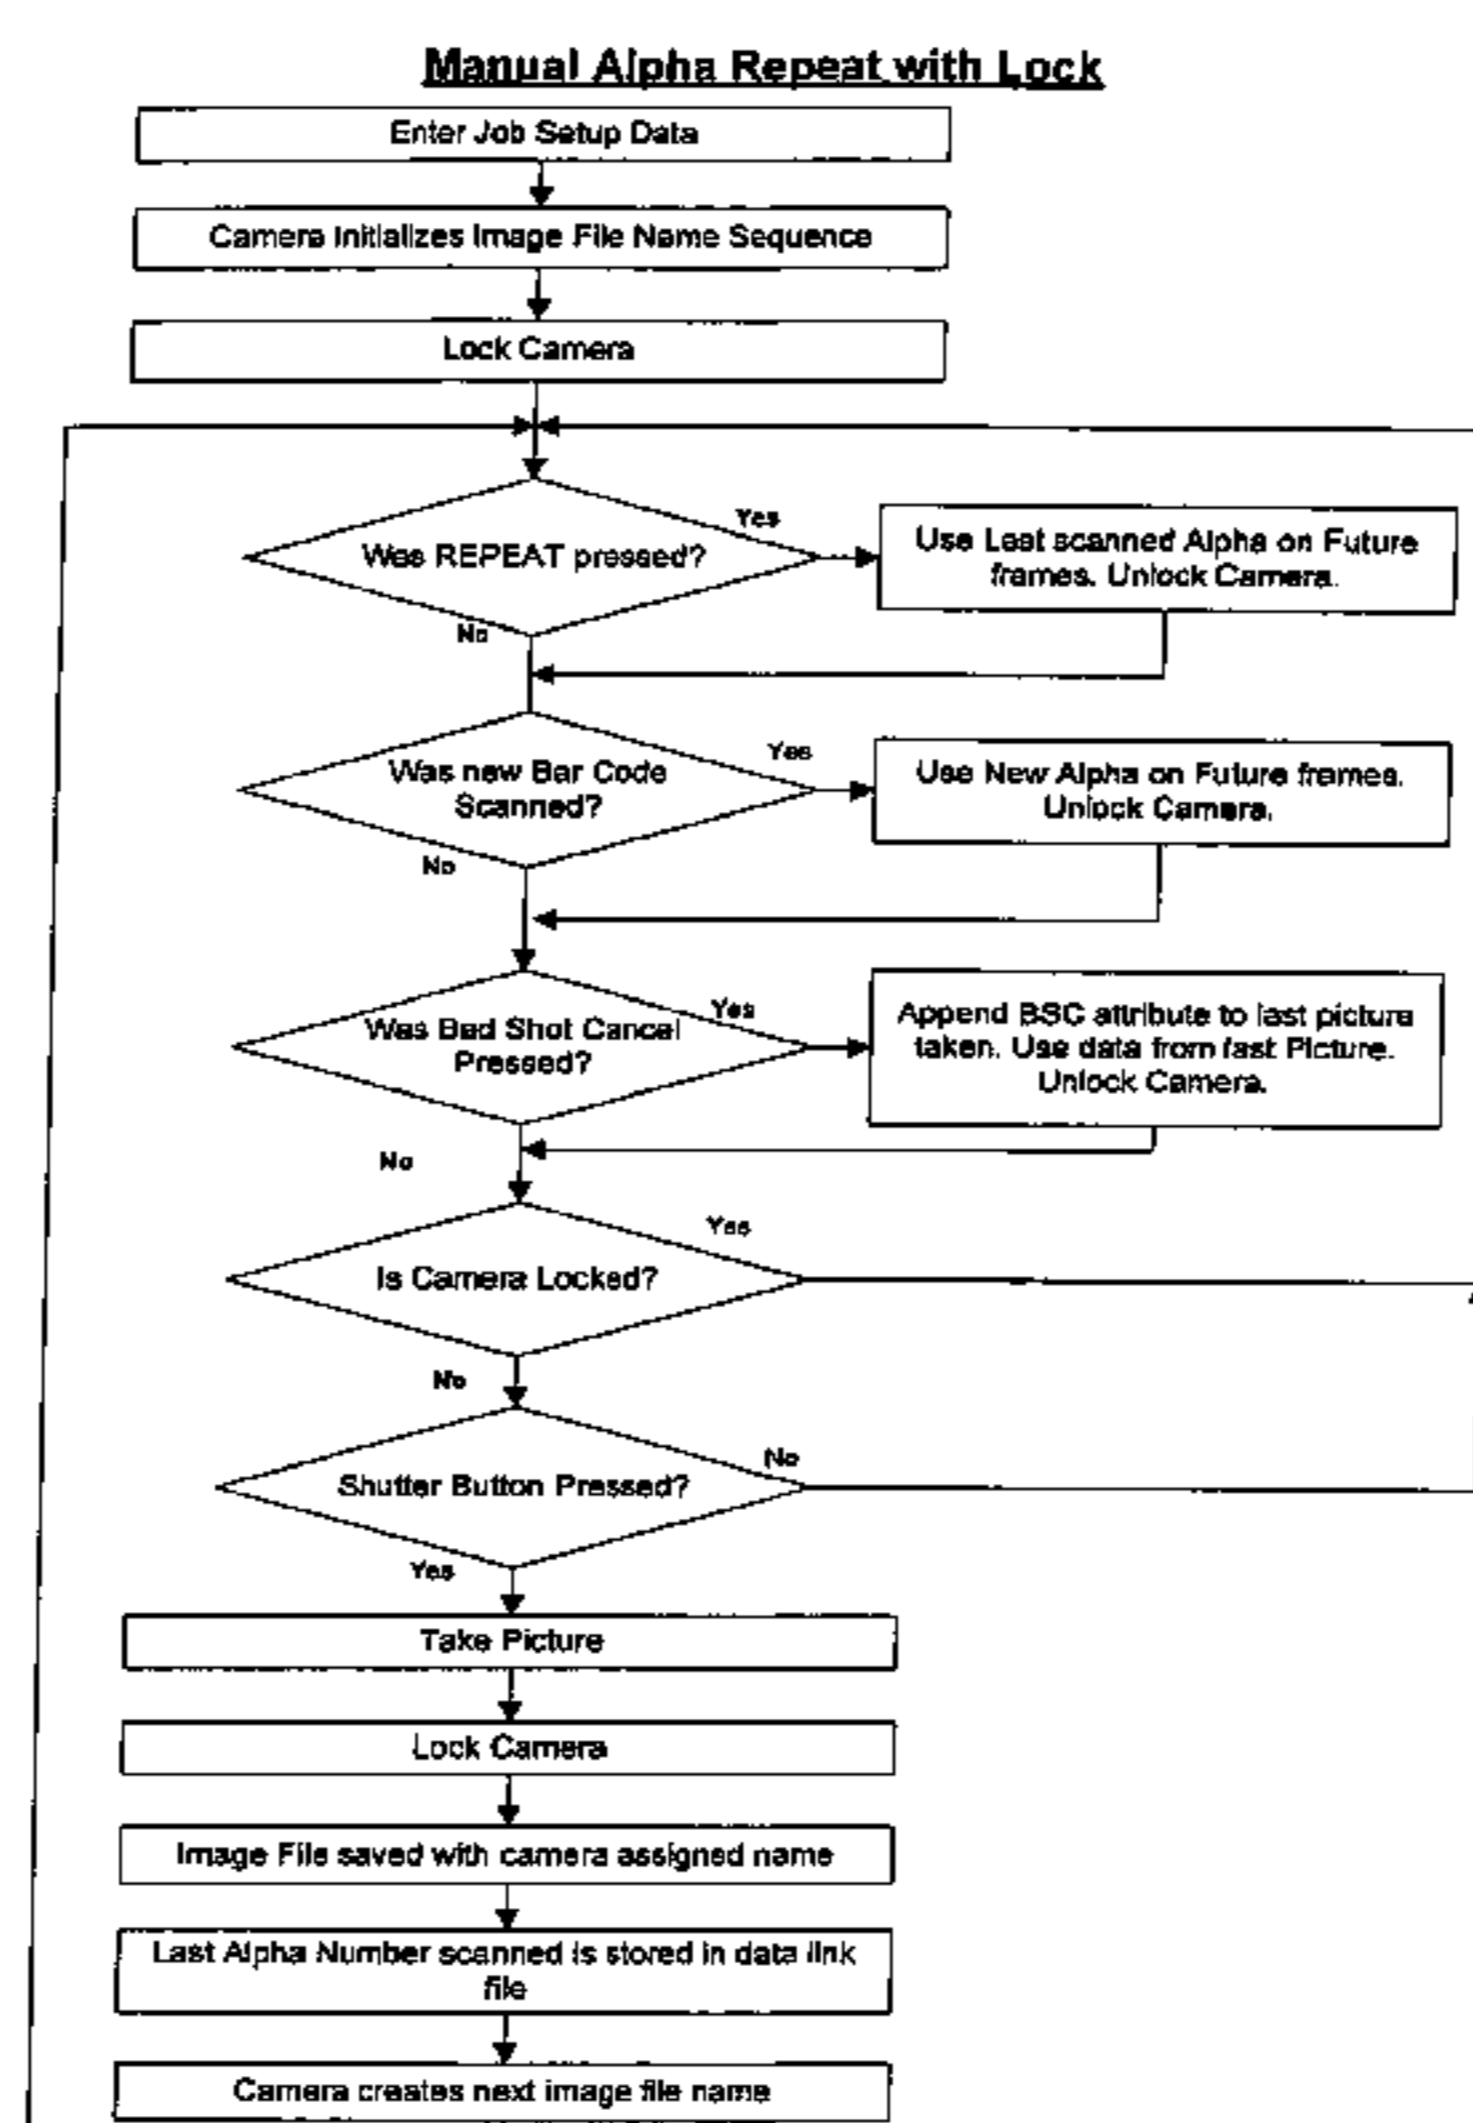 Manual Alpha Repeat with Lock
Enter Job Setup Data
Camera Initializes Image File Name Sequence
Lock Camera
Was REPEAT pressed?
Yes
Use Last scanned Alpha on Future
frames. Unlock Camera.
No
Was new Bar Code
Scanned?
Yes
Use New Alpha on Future frames.
Unlock Camera.
No
Was Bad Shot Cancel
Pressed?
Yes
Append BSC attribute to last picture
taken. Use data from last Picture.
Unlock Camera.
No
Is Camera Locked?
Yes
No
Shutter Button Pressed?
No
Yes
Take Picture
Lock Camera
Image File saved with camera assigned name
Last Alpha Number scanned is stored in data link
file
Camera creates next image file name